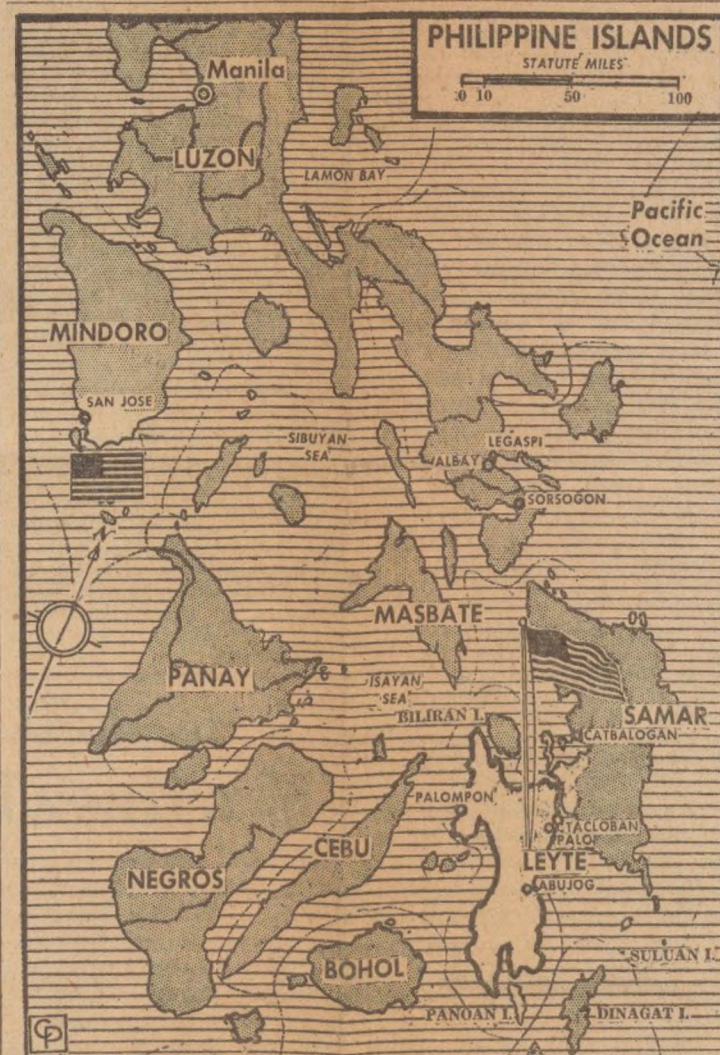 PHILIPPINE ISLANDS
STATUTE MILES
0 10 50 100
Manila
LUZON
LAMON BAY
Pacific
Ocean
MINDORO
SAN JOSE
SIBUYAN
SEA
LEGASPI
ALBAY
SORSOGON
MASBATE
PANAY
ISAYAN
SEA
BILIRAN I.
SAMAR
CATBALOGAN
PALOMPON
TACLOBAN
PALO
CEBU
LEYTE
NEGROS
ABUJOG
SULUAN I.
BOHOL
PANOAN I.
DINAGAT I.
CP